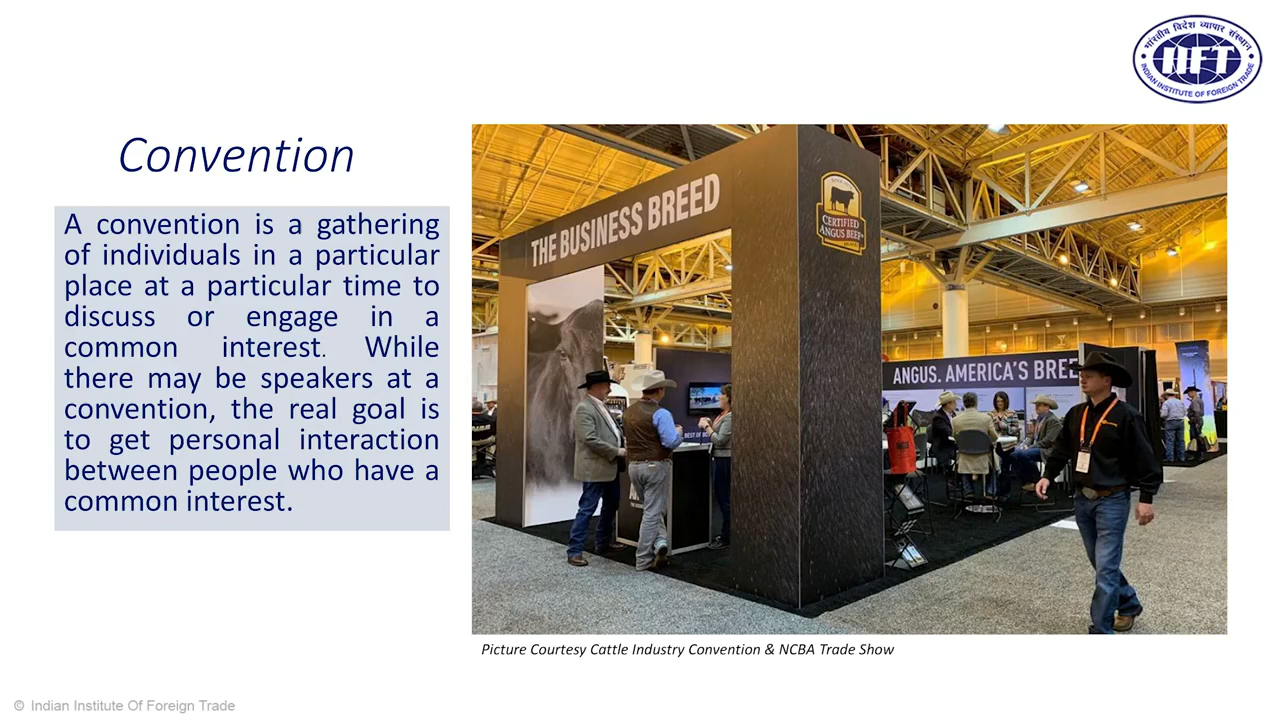 भारतीय विदेश व्यापार संस्थान
IIFT
INDIAN INSTITUTE OF FOREIGN TRADE
Convention
A convention is a gathering
of individuals in a particular
place at a particular time to
discuss or engage in a
common interest. While
there may be speakers at a
convention, the real goal is
to get personal interaction
between people who have a
common interest.
THE BUSINESS BREED
CERTIFIED
ANGUS BEEF
ANGUS. AMERICA'S BREE
Picture Courtesy Cattle Industry Convention & NCBA Trade Show
© Indian Institute Of Foreign Trade